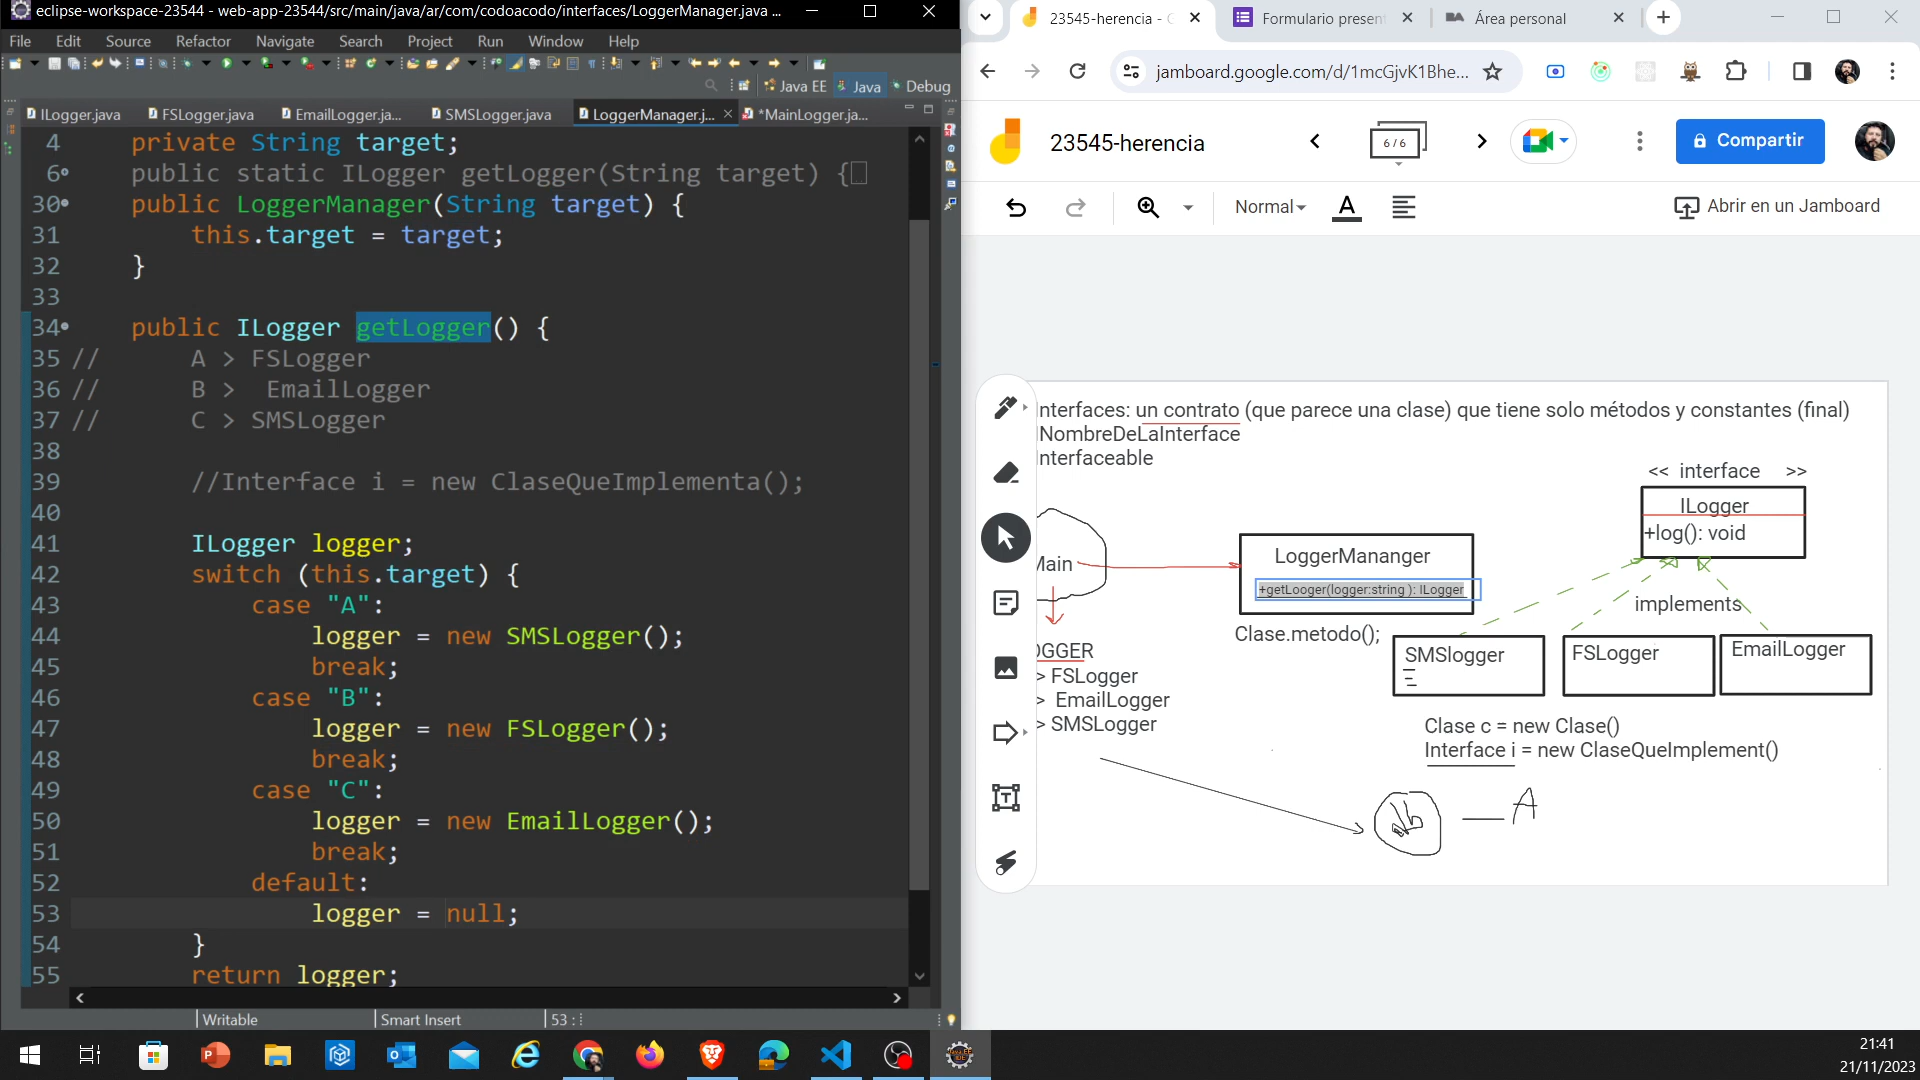 eclipse-workspace-23544 - web-app-23544/src/main/java/ar/com/codoacodo/interfaces/LoggerManager.java ...
File Edit Source Refactor Navigate Search Project Run Window Help
Java EE Java Debug
ILogger.java FSLogger.java EmailLogger.ja... SMSLogger.java LoggerManager.j... *MainLogger.ja...
4 private String target;
6 public static ILogger getLogger(String target) {
30 public LoggerManager(String target) {
31 this.target = target;
32 }
33
34 public ILogger getLogger() {
35 // A > FSLogger
36 // B >  EmailLogger
37 // C > SMSLogger
38
39 //Interface i = new ClaseQueImplementa();
40
41 ILogger logger;
42 switch (this.target) {
43 case "A":
44 logger = new SMSLogger();
45 break;
46 case "B":
47 logger = new FSLogger();
48 break;
49 case "C":
50 logger = new EmailLogger();
51 break;
52 default:
53 logger = null;
54 }
55 return logger;
Writable Smart Insert 53 :
23545-herencia - Formulario present Área personal
jamboard.google.com/d/1mcGjvK1Bhe...
23545-herencia
6 / 6
Compartir
Normal
Abrir en un Jamboard
nterfaces: un contrato (que parece una clase) que tiene solo métodos y constantes (final)
NombreDeLaInterface
nterfaceable
<< interface >>
ILogger
+log(): void
Main
LoggerMananger
+getLooger(logger:string ): ILogger
Clase.metodo();
implements
SMSlogger
FSLogger
EmailLogger
OGGER
> FSLogger
> EmailLogger
> SMSLogger
Clase c = new Clase()
Interface i = new ClaseQueImplement()
A
21:41
21/11/2023